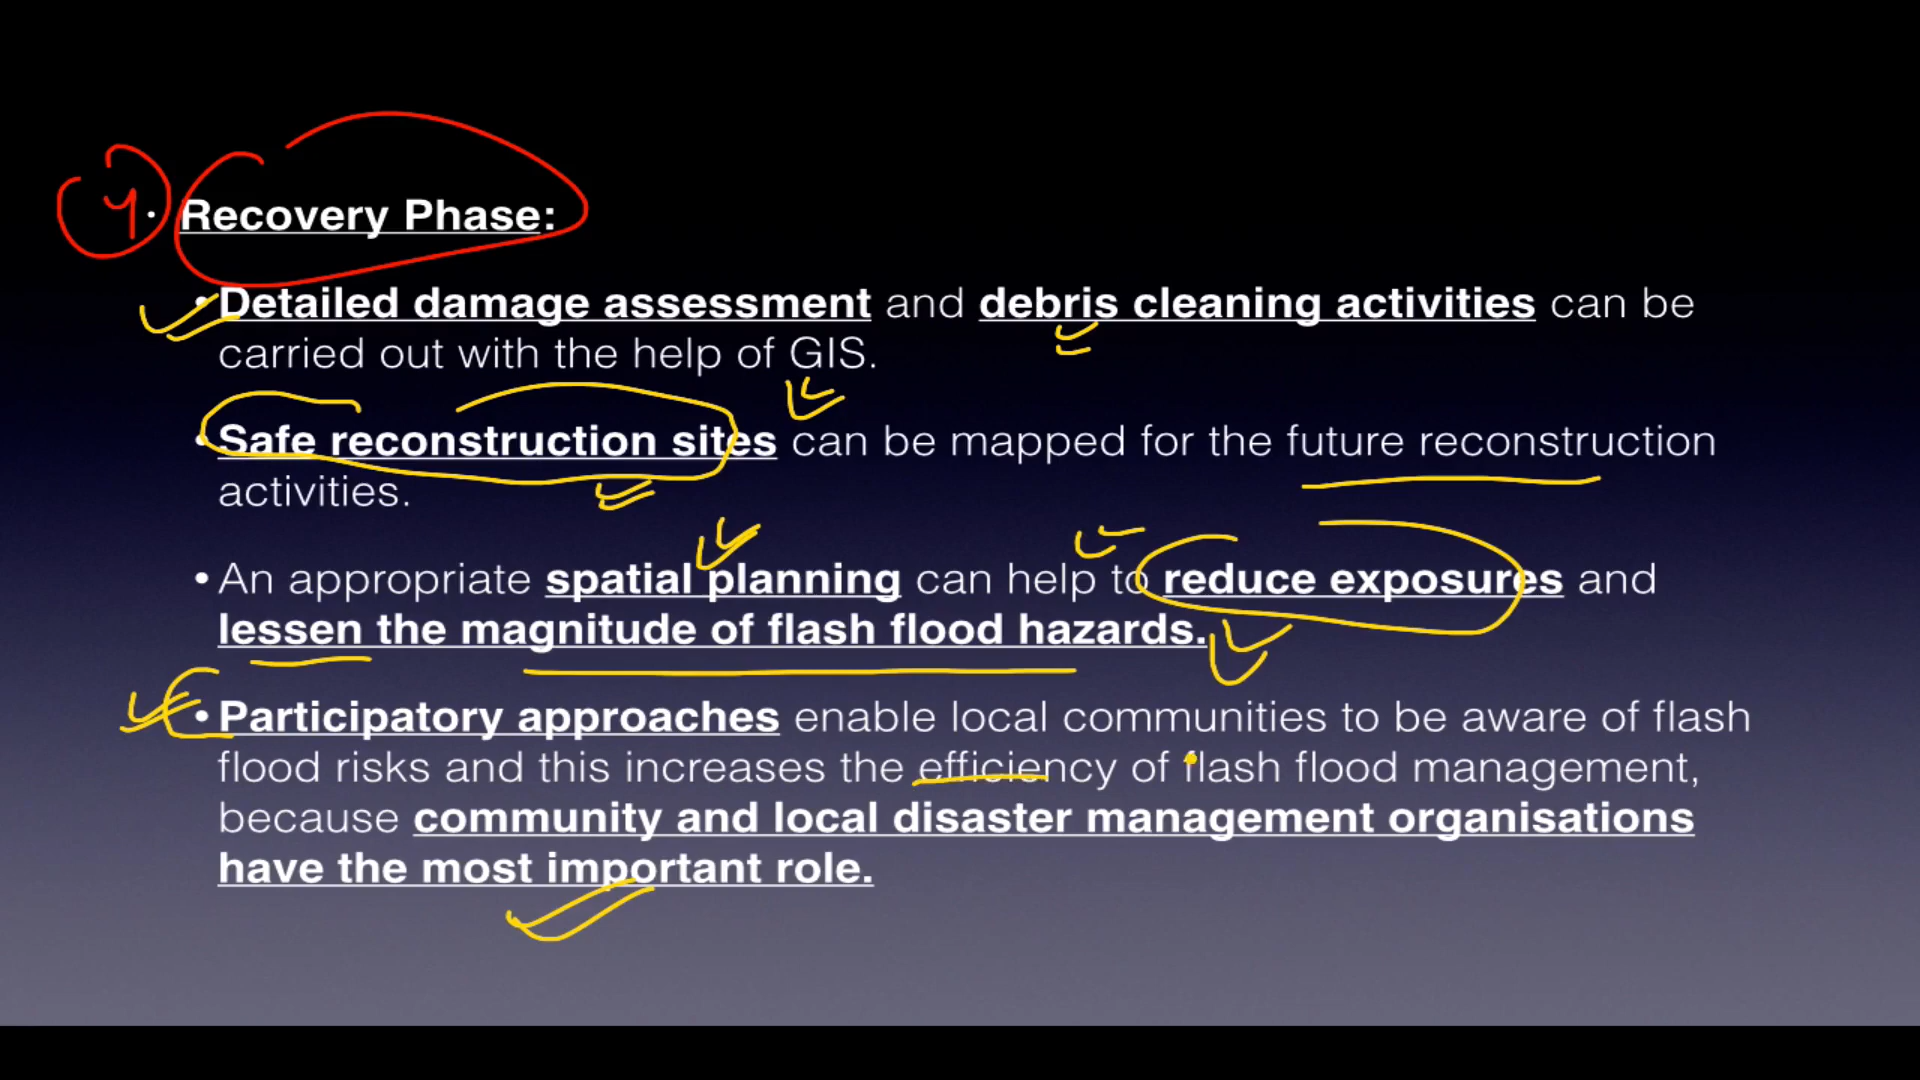 4 • Recovery Phase:
• Detailed damage assessment and debris cleaning activities can be
carried out with the help of GIS.
• Safe reconstruction sites can be mapped for the future reconstruction
activities.
• An appropriate spatial planning can help to reduce exposures and
lessen the magnitude of flash flood hazards.
• Participatory approaches enable local communities to be aware of flash
flood risks and this increases the efficiency of flash flood management,
because community and local disaster management organisations
have the most important role.